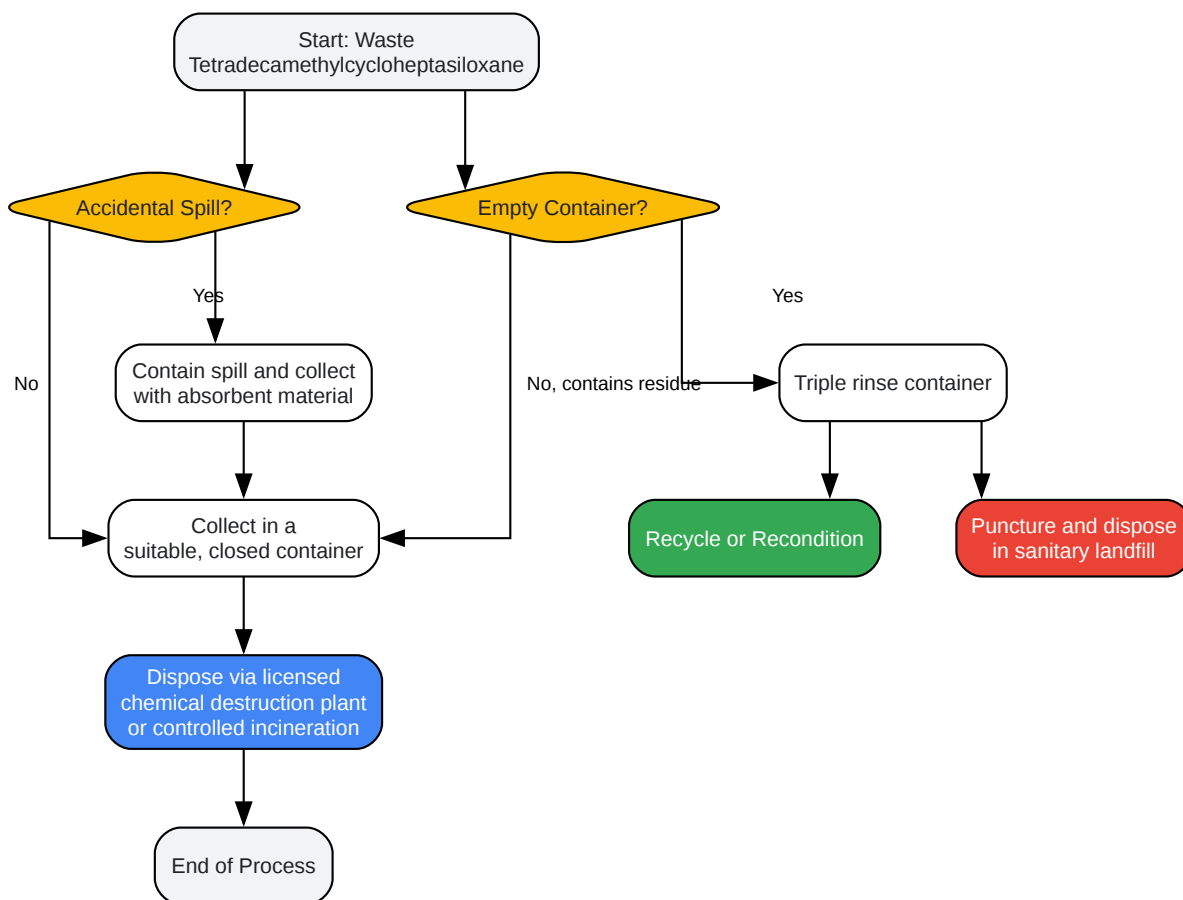 Start: Waste
Tetradecamethylcycloheptasiloxane
Accidental Spill?
Empty Container?
Yes
Yes
Contain spill and collect
with absorbent material
No
No, contains residue
Triple rinse container
Collect in a
suitable, closed container
Recycle or Recondition
Puncture and dispose
in sanitary landfill
Dispose via licensed
chemical destruction plant
or controlled incineration
End of Process